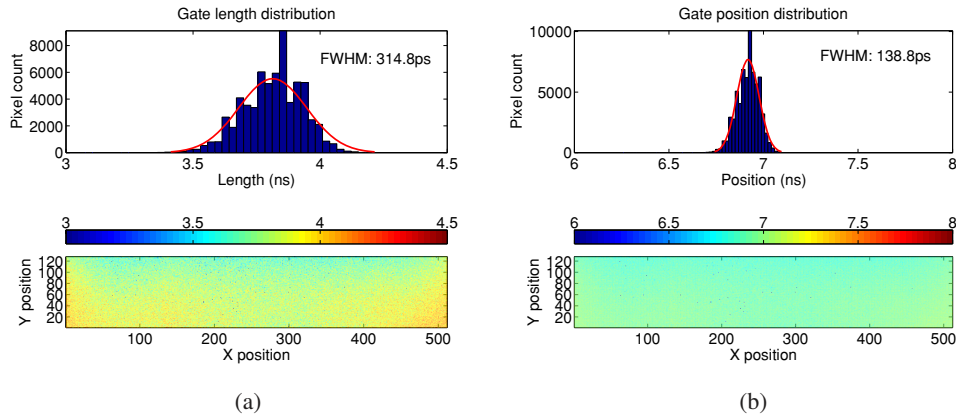 Gate length distribution
8000
6000
4000
2000
0
Pixel count
FWHM: 314.8ps
3 3.5 4 4.5
Length (ns)
3 3.5 4 4.5
120
100
80
60
40
20
Y position
100 200 300 400 500
X position
(a)
Gate position distribution
10000
5000
0
Pixel count
FWHM: 138.8ps
6 6.5 7 7.5 8
Position (ns)
6 6.5 7 7.5 8
120
100
80
60
40
20
Y position
100 200 300 400 500
X position
(b)